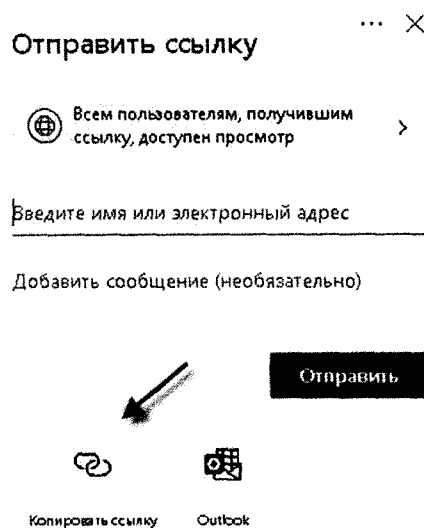 Отправить ссылку
Всем пользователям, получившим
ссылку, доступен просмотр
Введите имя или электронный адрес
Добавить сообщение (необязательно)
Отправить
Копировать ссылку
Outlook